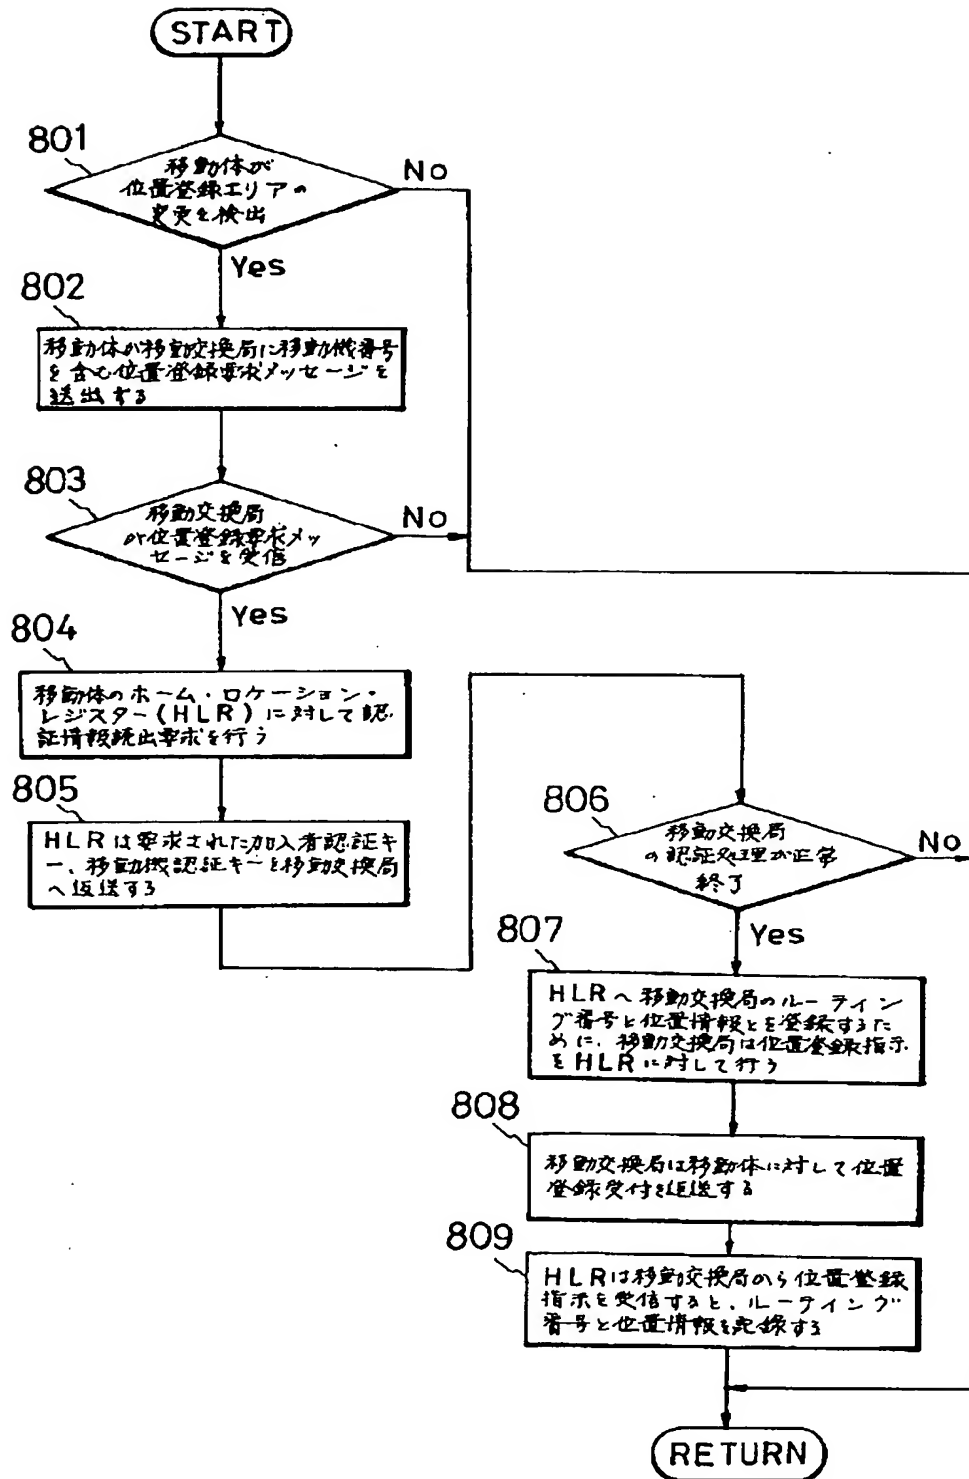 START
801
移動体が
位置登録エリアの
変更を検出
No
Yes
802
移動体が移動交換局に移動機番号
を含む位置登録要求メッセージを
送出する
803
移動交換局
が位置登録要求メッ
セージを受信
No
Yes
804
移動体のホーム・ロケーション・
レジスター(HLR)に対して認
証情報読出要求を行う
805
HLRは要求された加入者認証キ
ー、移動機認証キーを移動交換局
へ返送する
806
移動交換局
の認証処理が正常
終了
No
Yes
807
HLRへ移動交換局のルーティン
グ番号と位置情報とを登録するた
めに、移動交換局は位置登録指示
をHLRに対して行う
808
移動交換局は移動体に対して位置
登録受付を返送する
809
HLRは移動交換局から位置登録
指示を受信すると、ルーティング
番号と位置情報を記録する
RETURN